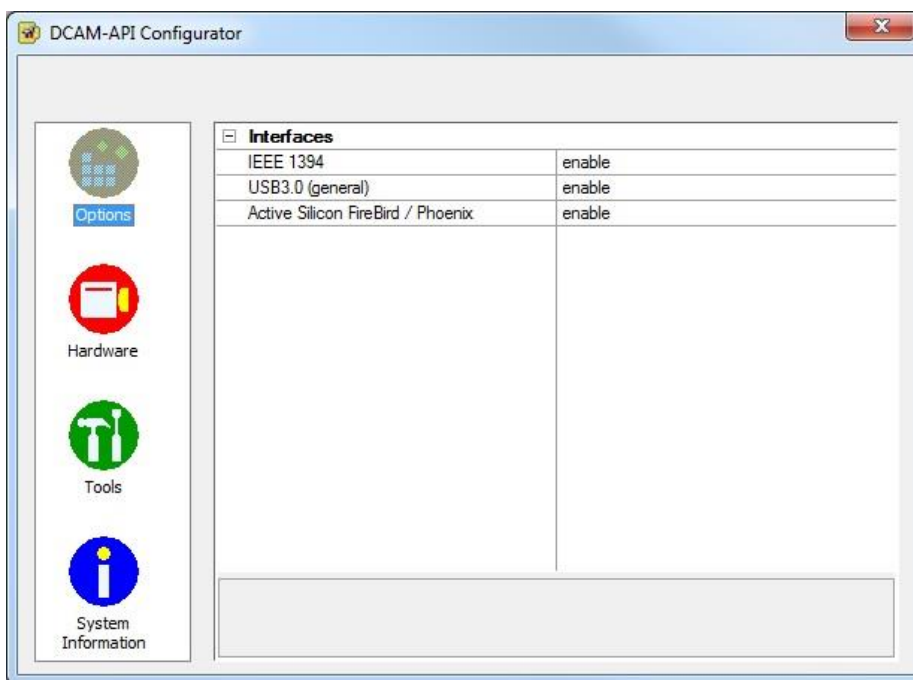 DCAM-API Configurator
Options
Hardware
Tools
System
Information
Interfaces
IEEE 1394 enable
USB3.0 (general) enable
Active Silicon FireBird / Phoenix enable